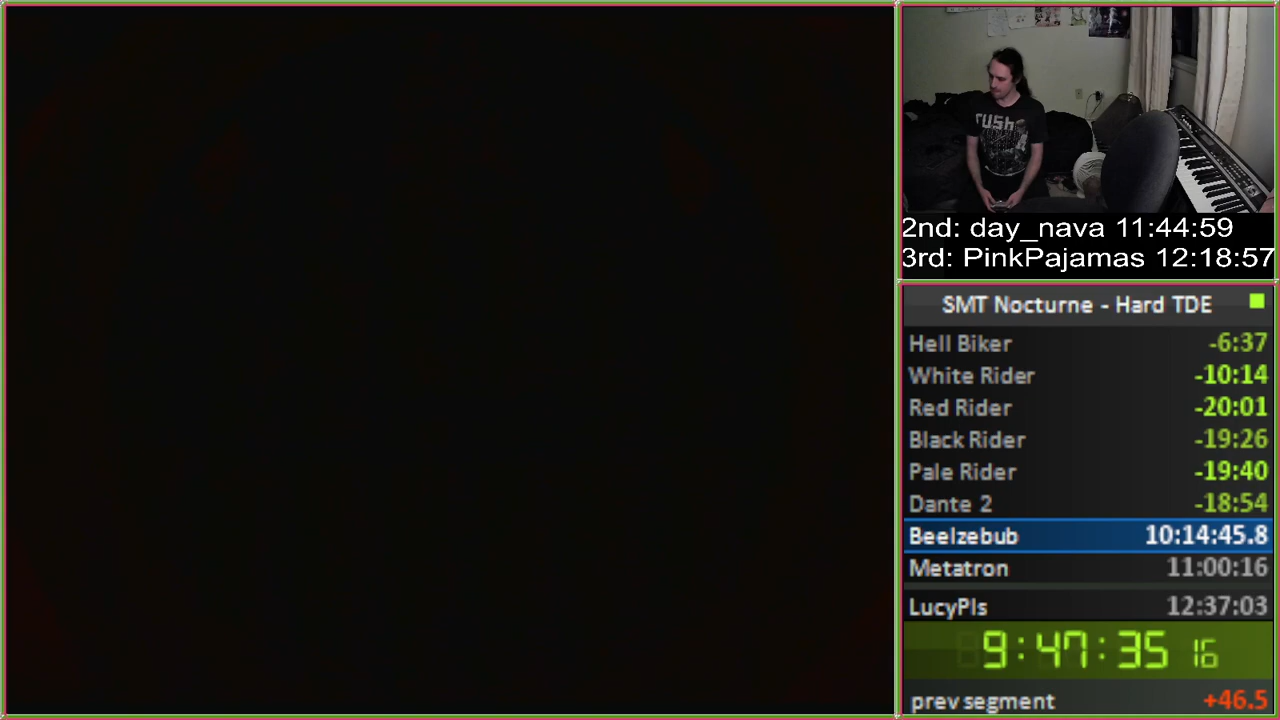 rush
2nd: day_nava 11:44:59
3rd: PinkPajamas 12:18:57
SMT Nocturne - Hard TDE
Hell Biker -6:37
White Rider -10:14
Red Rider -20:01
Black Rider -19:26
Pale Rider -19:40
Dante 2 -18:54
Beelzebub 10:14:45.8
Metatron 11:00:16
LucyPls 12:37:03
9:47:35 16
prev segment +46.5